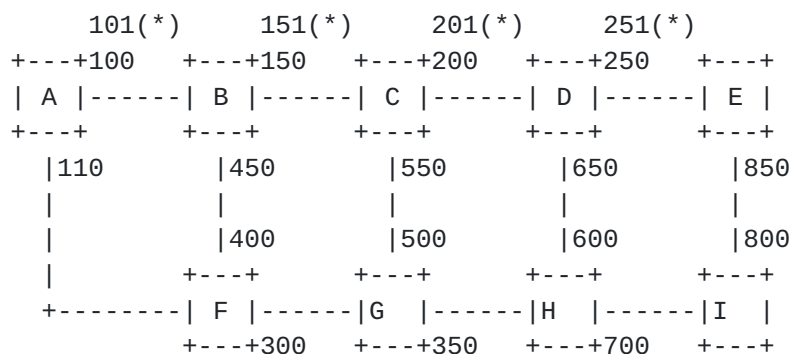 101(*)     151(*)     201(*)     251(*)
+---+100   +---+150   +---+200   +---+250   +---+
| A |------| B |------| C |------| D |------| E |
+---+      +---+      +---+      +---+      +---+
  |110       |450       |550       |650       |850
  |          |          |          |          |
  |          |400       |500       |600       |800
  |        +---+      +---+      +---+      +---+
  +--------| F |------|G  |------|H  |------|I  |
           +---+300   +---+350   +---+700   +---+